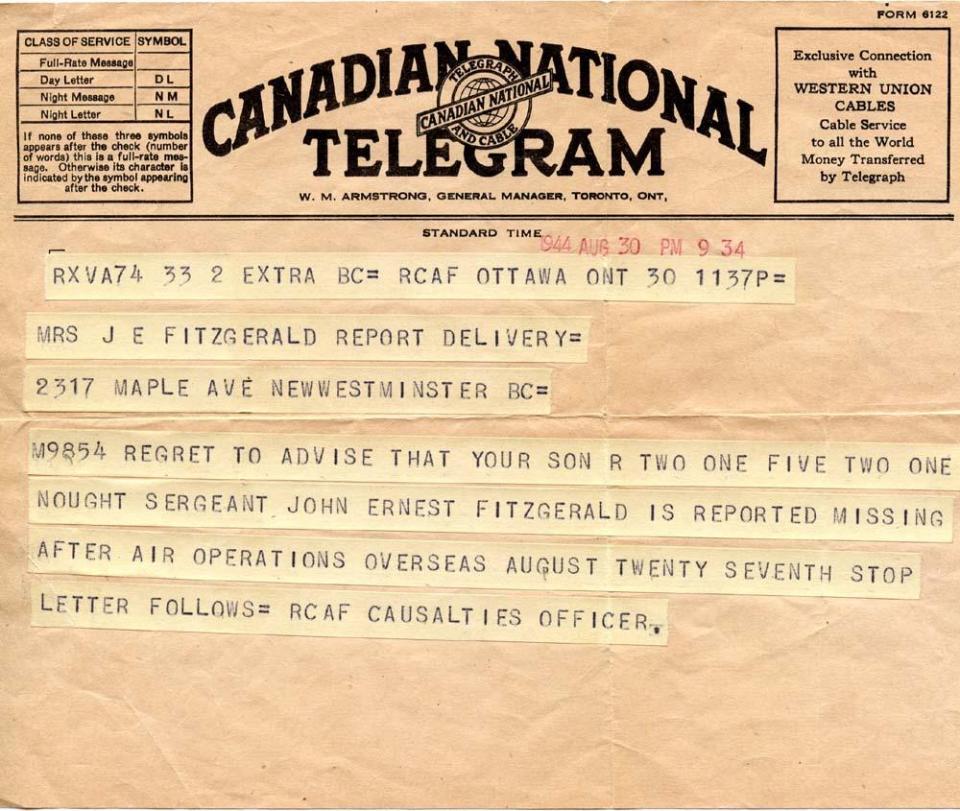 FORM 6122
CLASS OF SERVICE SYMBOL
Full-Rate Message
Day Letter D L
Night Message N M
Night Letter N L
If none of these three symbols
appears after the check (number
of words) this is a full-rate mes-
sage. Otherwise its character is
indicated by the symbol appearing
after the check.
CANADIAN NATIONAL
TELEGRAM
TELEGRAPH
CANADIAN NATIONAL
AND CABLE
W. M. ARMSTRONG, GENERAL MANAGER, TORONTO, ONT,
Exclusive Connection
with
WESTERN UNION
CABLES
Cable Service
to all the World
Money Transferred
by Telegraph
STANDARD TIME
1944 AUG 30 PM 9 34
RXVA74 33 2 EXTRA BC= RCAF OTTAWA ONT 30 1137P=
MRS J E FITZGERALD REPORT DELIVERY=
2317 MAPLE AVE NEWWESTMINSTER BC=
M9854 REGRET TO ADVISE THAT YOUR SON R TWO ONE FIVE TWO ONE
NOUGHT SERGEANT JOHN ERNEST FITZGERALD IS REPORTED MISSING
AFTER AIR OPERATIONS OVERSEAS AUGUST TWENTY SEVENTH STOP
LETTER FOLLOWS= RCAF CAUSALTIES OFFICER.